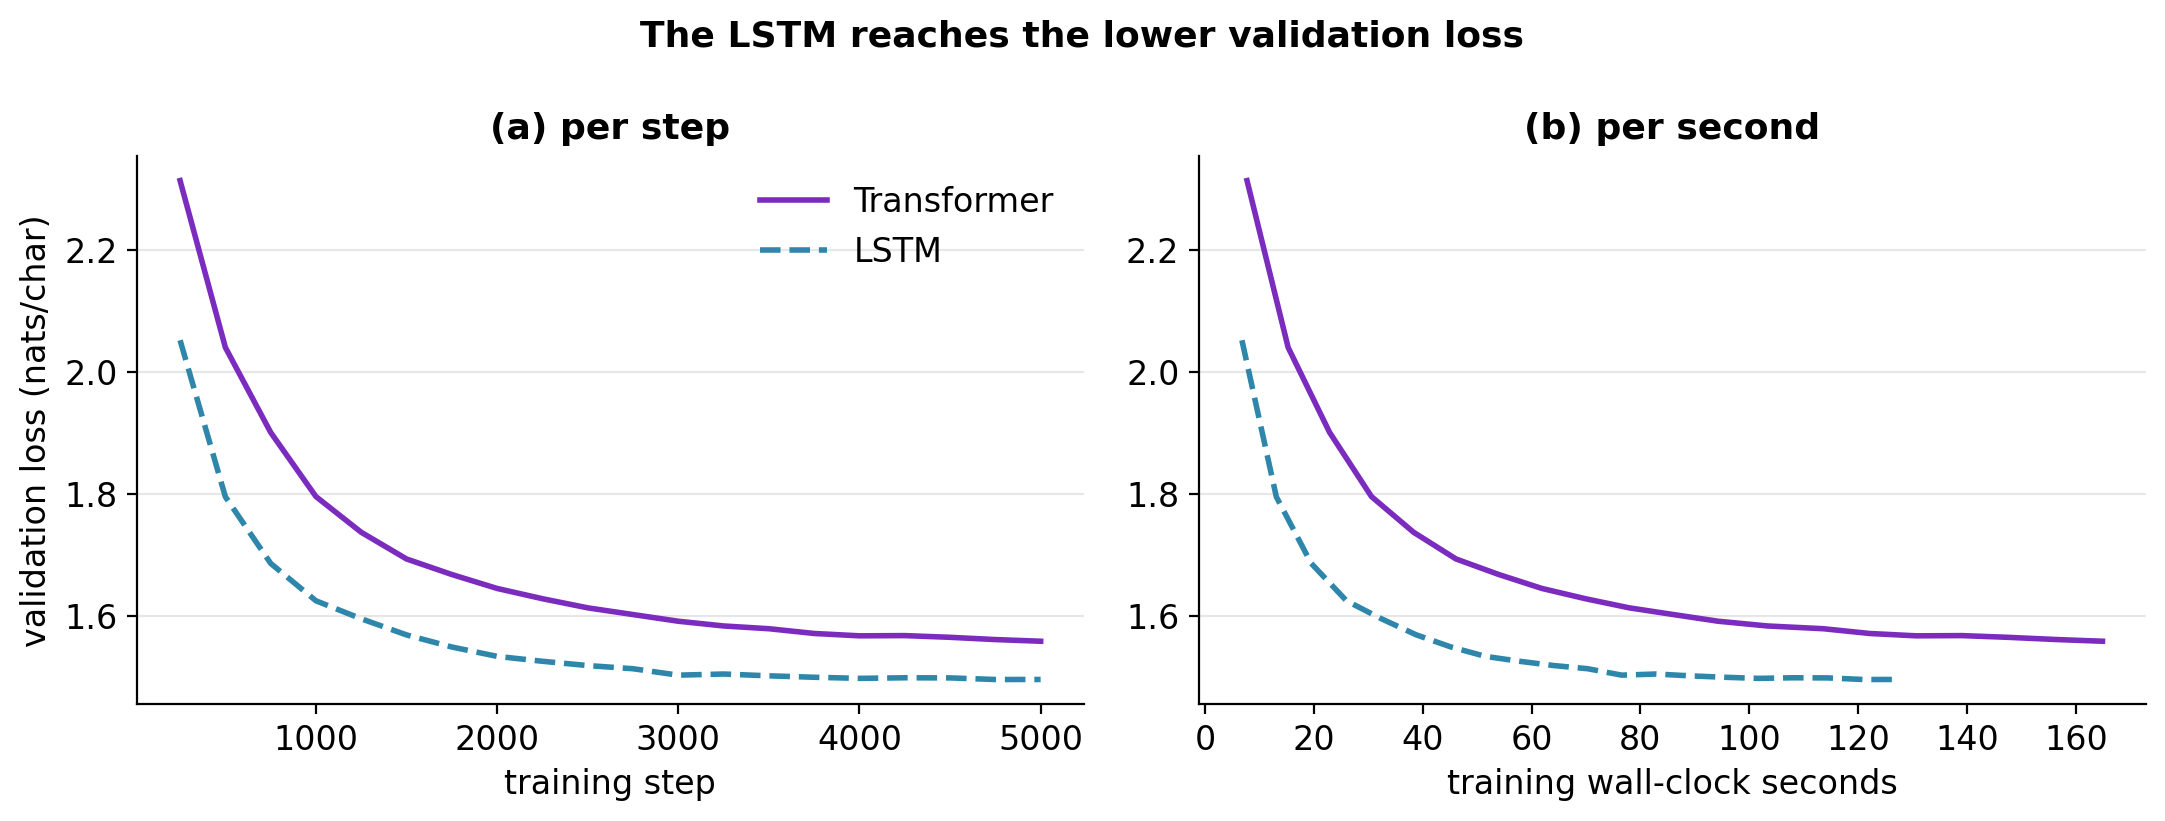 The LSTM reaches the lower validation loss
(a) per step
validation loss (nats/char)
2.2
2.0
1.8
1.6
Transformer
LSTM
1000 2000 3000 4000 5000
training step
(b) per second
2.2
2.0
1.8
1.6
0 20 40 60 80 100 120 140 160
training wall-clock seconds